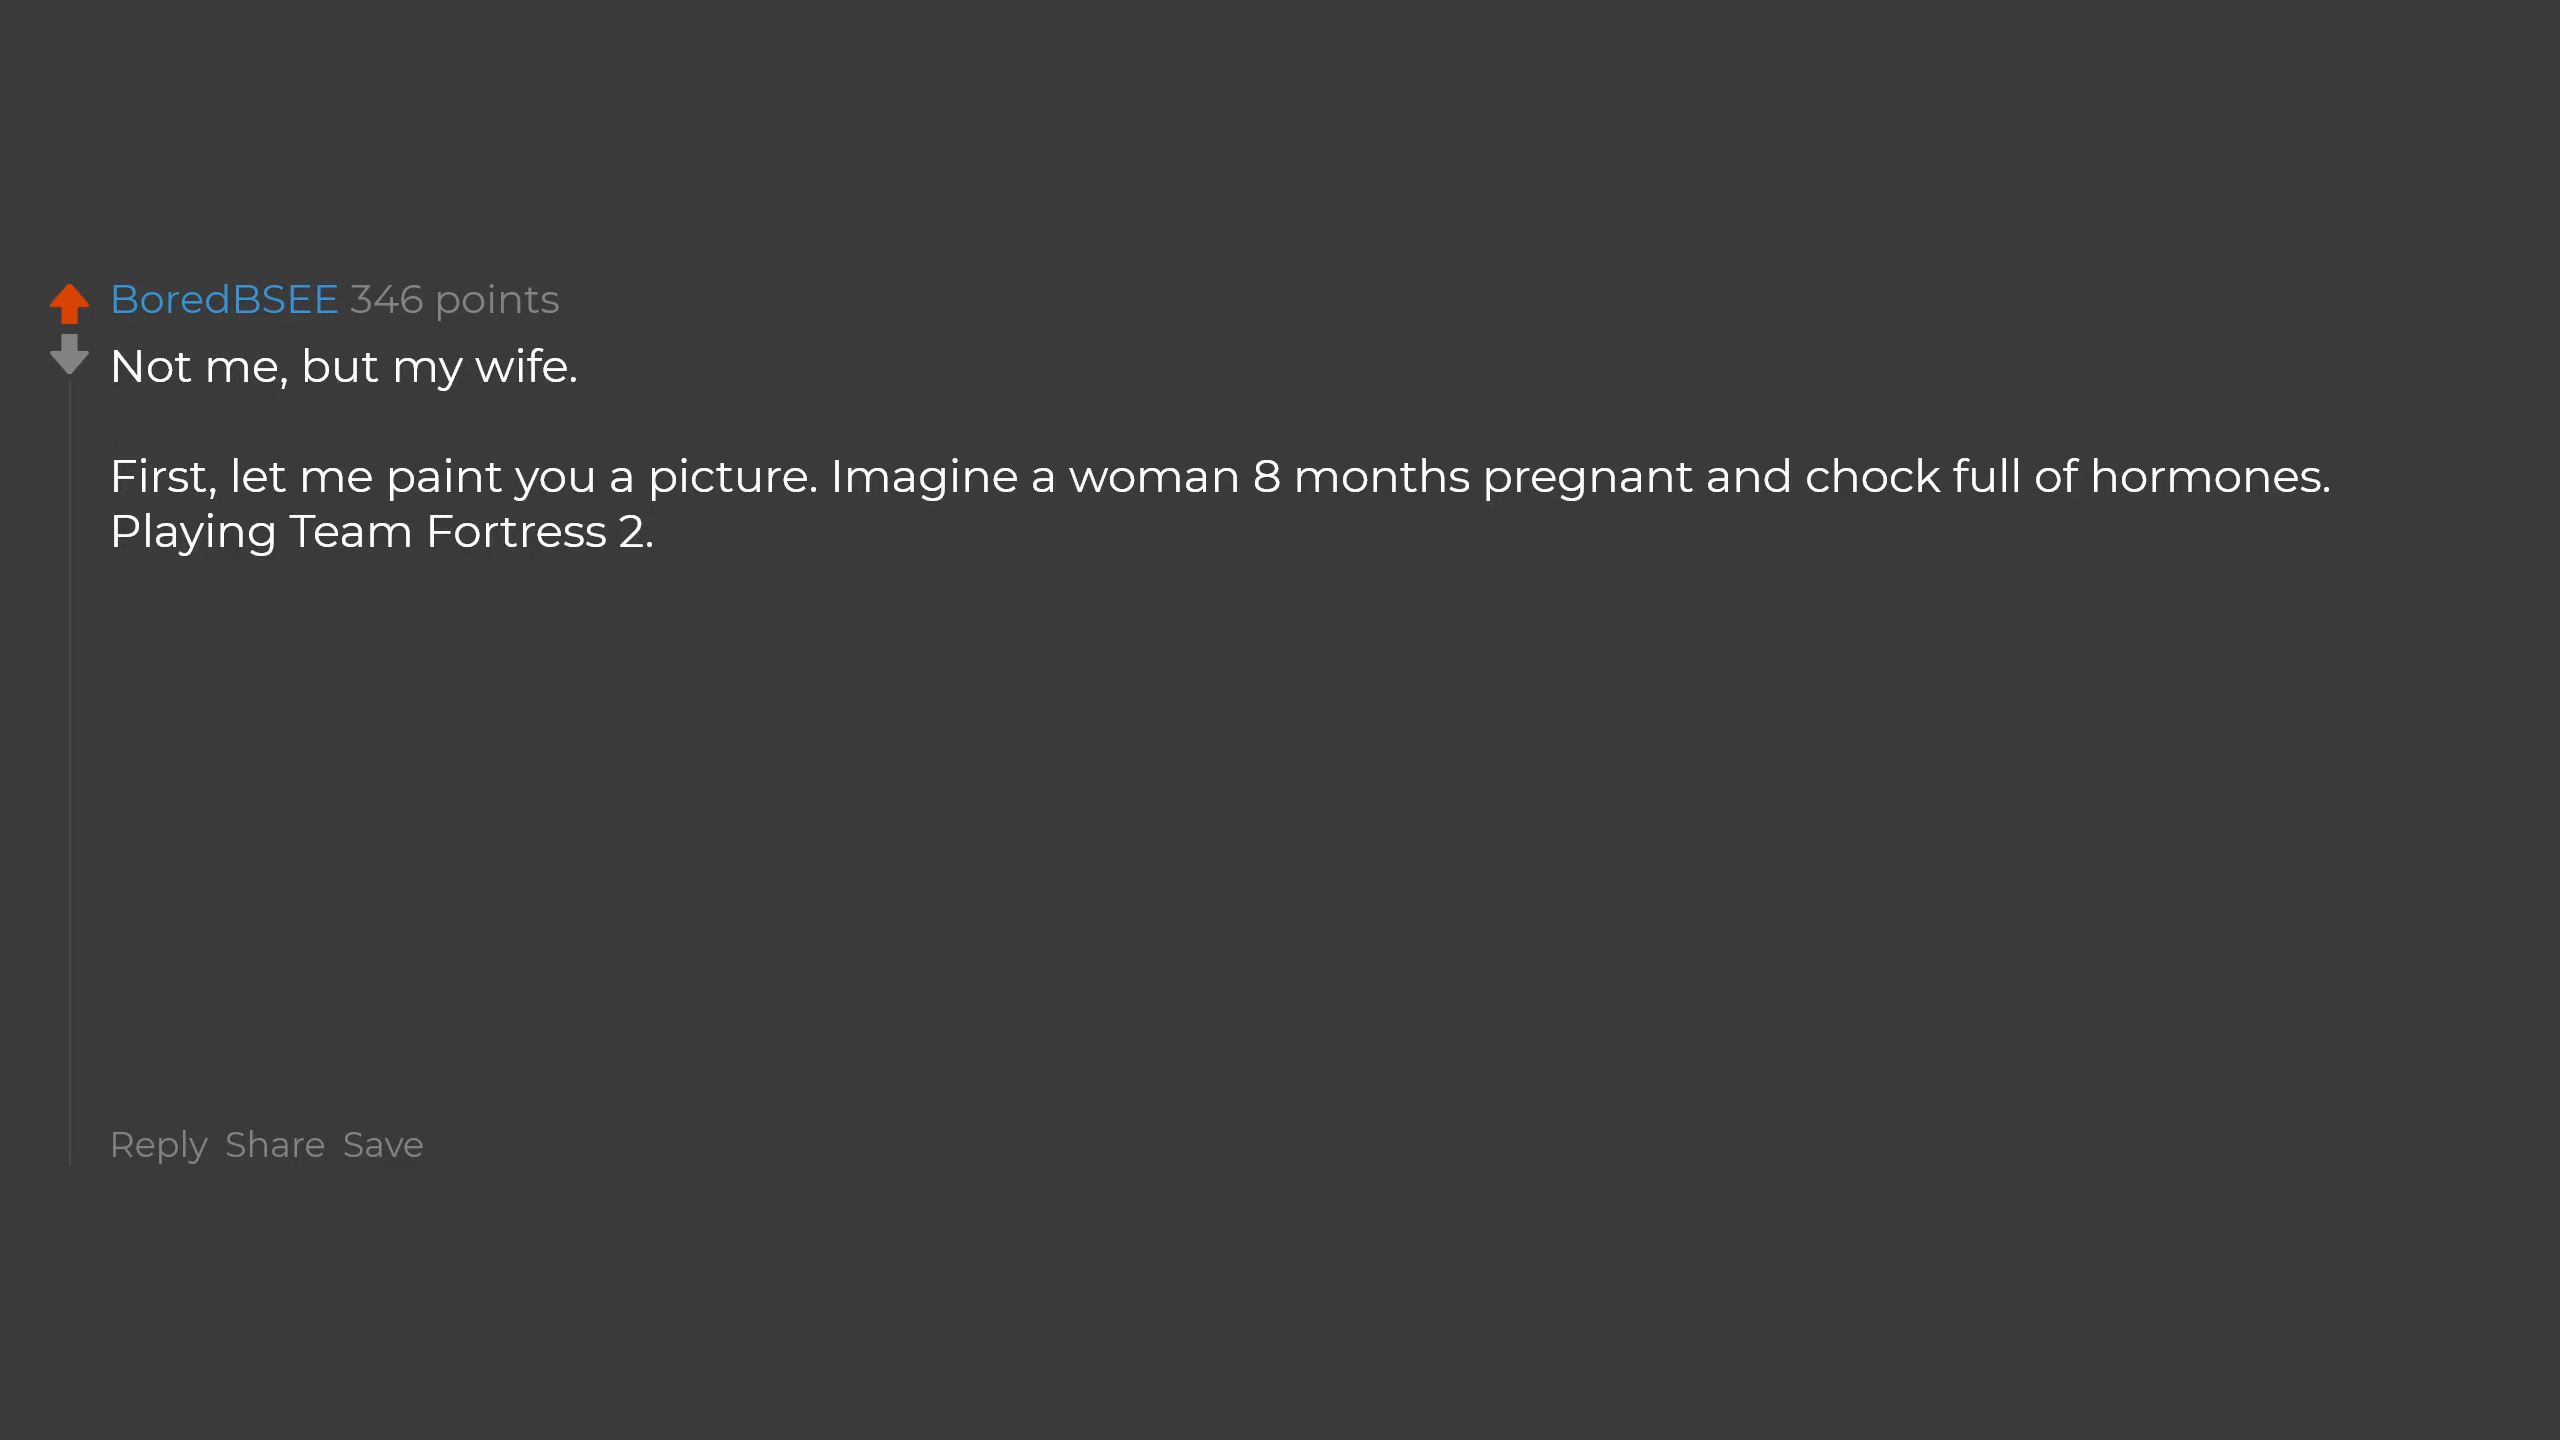 BoredBSEE 346 points
Not me, but my wife.
First, let me paint you a picture. Imagine a woman 8 months pregnant and chock full of hormones.
Playing Team Fortress 2.
Reply Share Save